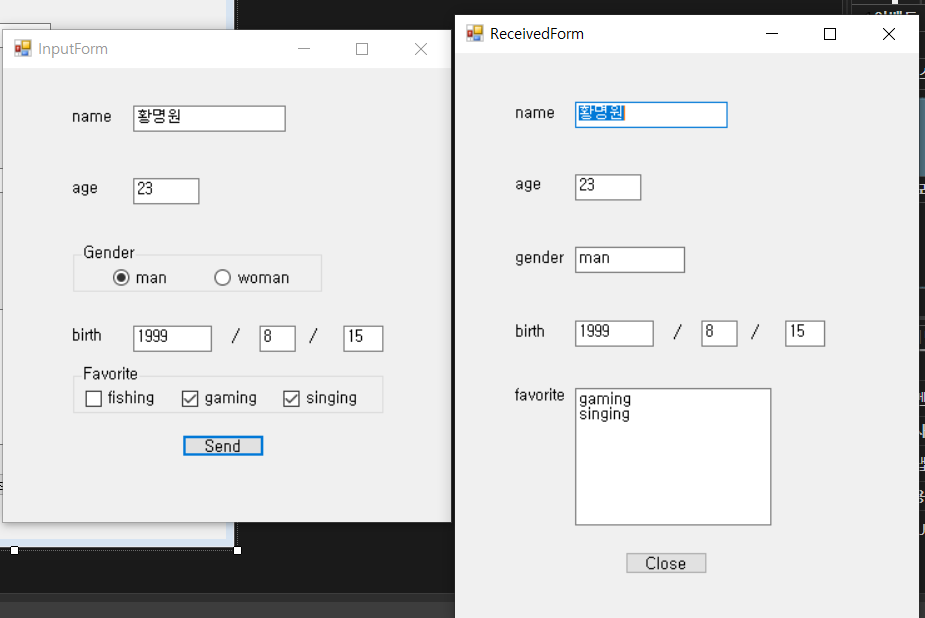 InputForm
name 황명원
age 23
Gender
man woman
birth 1999 / 8 / 15
Favorite
fishing gaming singing
Send
ReceivedForm
name 황명원
age 23
gender man
birth 1999 / 8 / 15
favorite gaming
singing
Close